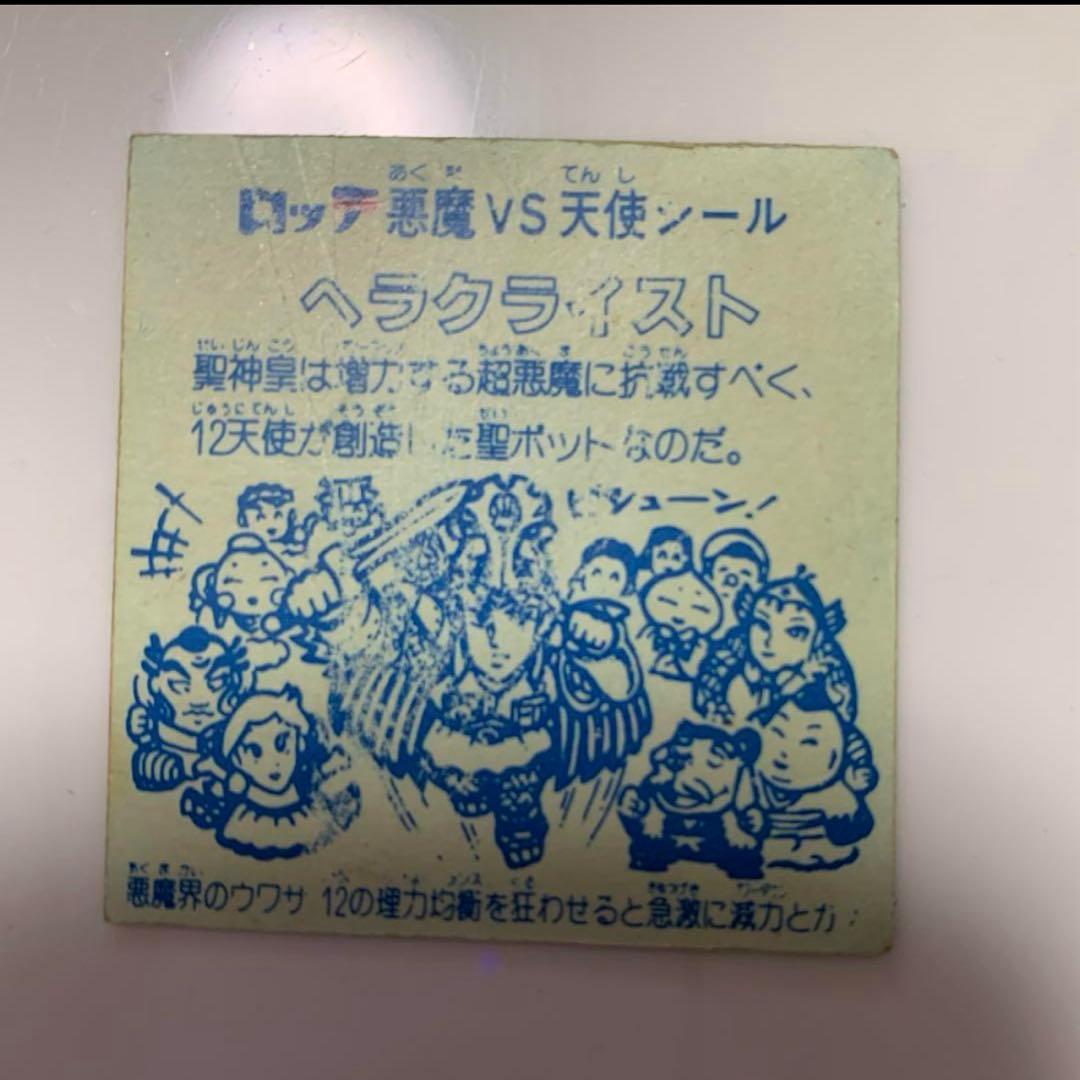 ロッテ 悪魔VS天使シール
ヘラクライスト
聖神皇は増力する超悪魔に抗戦すべく、
12天使が創造した聖ボットなのだ。
ビシューン!
悪魔界のウワサ 12の理力均衡を狂わせると急激に減力とか